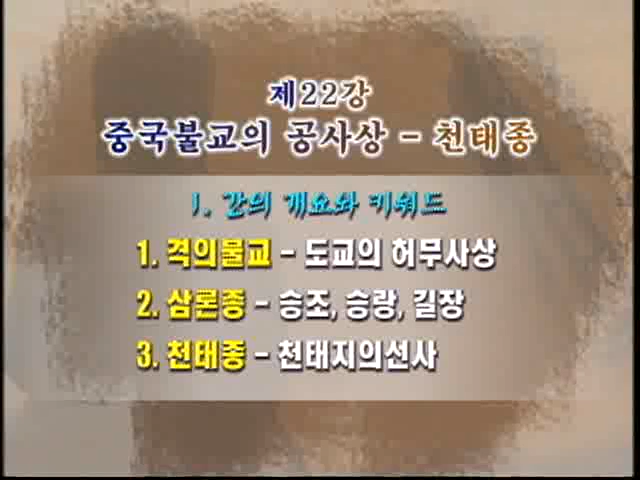 제22강
중국불교의 공사상 - 천태종
1. 강의 개요와 키워드
1. 격의불교 - 도교의 허무사상
2. 삼론종 - 승조, 승랑, 길장
3. 천태종 - 천태지의선사